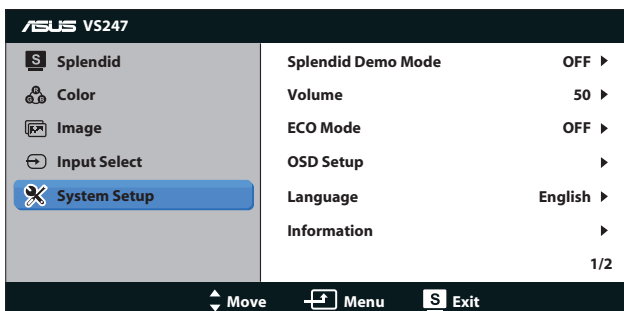 ASUS VS247
S Splendid
Color
Image
Input Select
System Setup
Splendid Demo Mode OFF
Volume 50
ECO Mode OFF
OSD Setup
Language English
Information
1/2
Move Menu S Exit